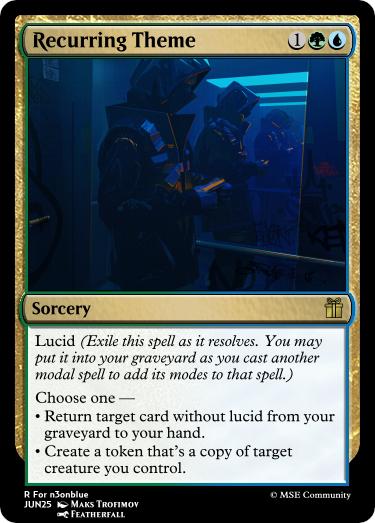 Recurring Theme 1
Sorcery
Lucid (Exile this spell as it resolves. You may
put it into your graveyard as you cast another
modal spell to add its modes to that spell.)
Choose one —
• Return target card without lucid from your
graveyard to your hand.
• Create a token that's a copy of target
creature you control.
R For n3onblue
JUN25 Maks Trofimov
Featherfall
© MSE Community